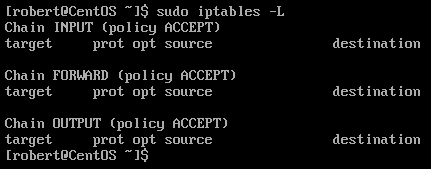 [robert@CentOS ~]$ sudo iptables -L
Chain INPUT (policy ACCEPT)
target     prot opt source               destination

Chain FORWARD (policy ACCEPT)
target     prot opt source               destination

Chain OUTPUT (policy ACCEPT)
target     prot opt source               destination
[robert@CentOS ~]$